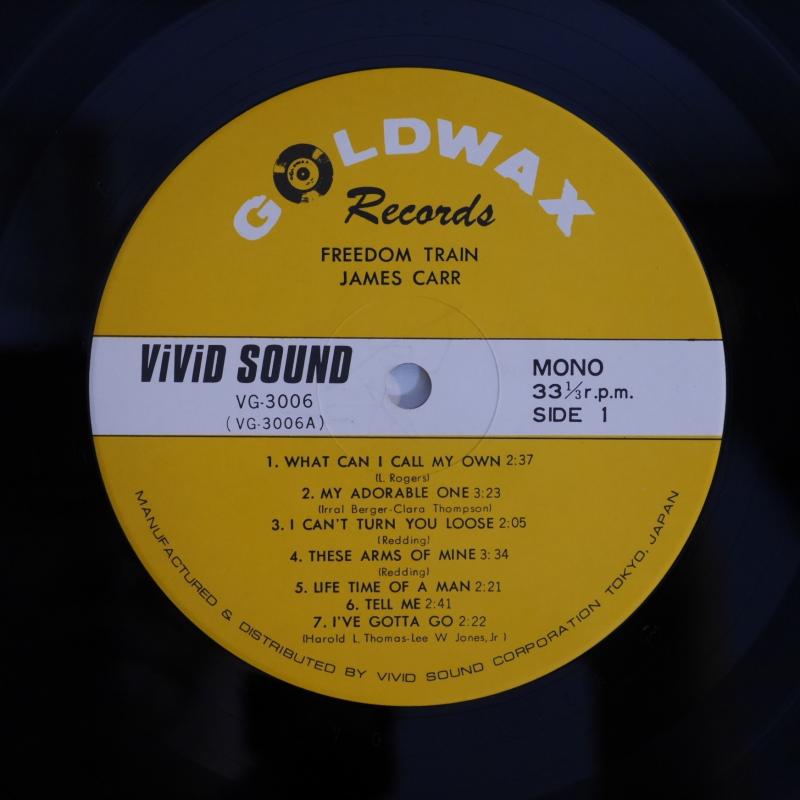 GOLDWAX
Records
FREEDOM TRAIN
JAMES CARR
ViViD SOUND
VG-3006
(VG-3006A)
MONO
33⅓ r.p.m.
SIDE 1
1. WHAT CAN I CALL MY OWN 2:37
(L. Rogers)
2. MY ADORABLE ONE 3:23
(Irral Berger-Clara Thompson)
3. I CAN'T TURN YOU LOOSE 2:05
(Redding)
4. THESE ARMS OF MINE 3:34
(Redding)
5. LIFE TIME OF A MAN 2:21
6. TELL ME 2:41
7. I'VE GOTTA GO 2:22
(Harold L. Thomas-Lee W Jones, Jr )
MANUFACTURED & DISTRIBUTED BY VIVID SOUND CORPORATION TOKYO, JAPAN